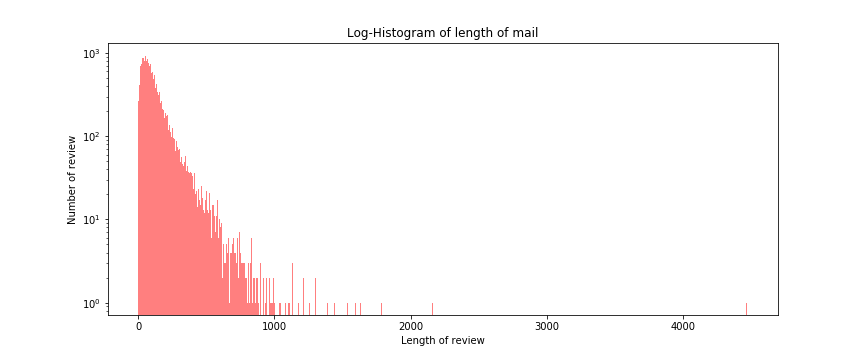 Log-Histogram of length of mail
Number of review
10³
10²
10¹
10⁰
0 1000 2000 3000 4000
Length of review